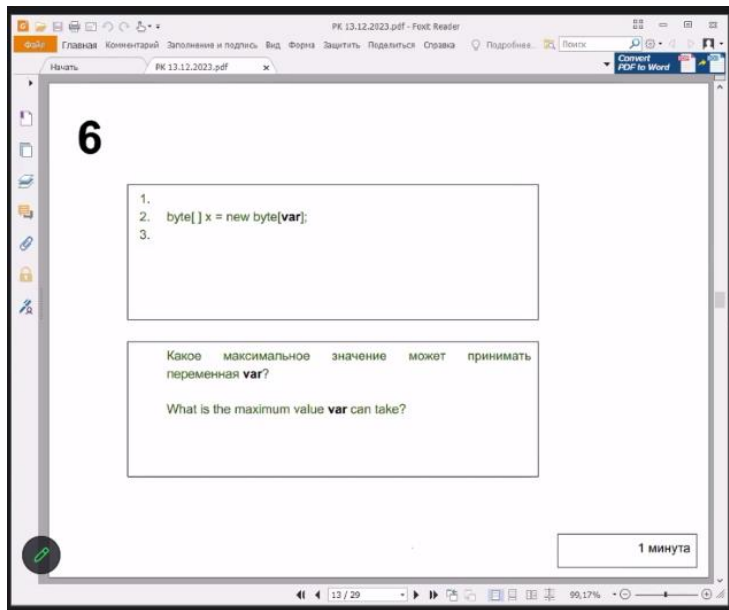 PK 13.12.2023.pdf - Foxit Reader
Файл Главная Комментарий Заполнение и подпись Вид Форма Защитить Поделиться Справка Подробнее... Поиск
Начать PK 13.12.2023.pdf x
Convert
PDF to Word
6
1.
2. byte[ ] x = new byte[var];
3.
Какое максимальное значение может принимать
переменная var?
What is the maximum value var can take?
1 минута
13 / 29
99,17%